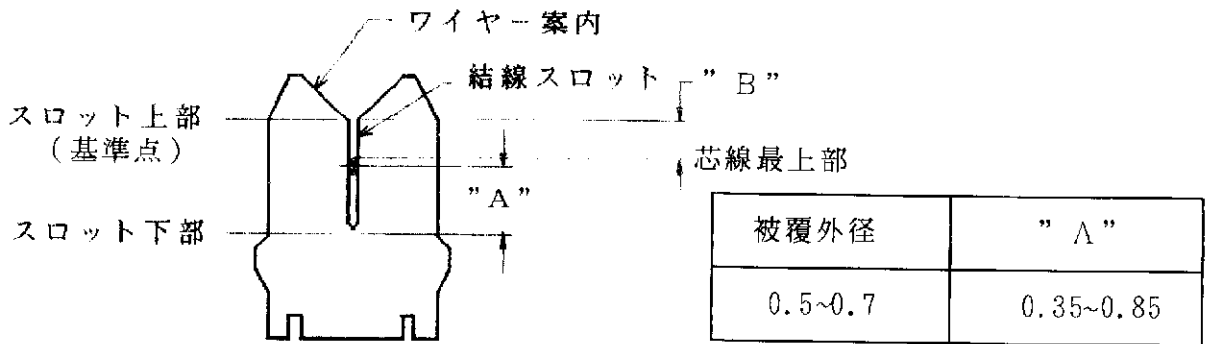 ワイヤー案内
結線スロット
"B"
スロット上部
(基準点)
芯線最上部
"A"
スロット下部
被覆外径 "A"
0.5~0.7 0.35~0.85